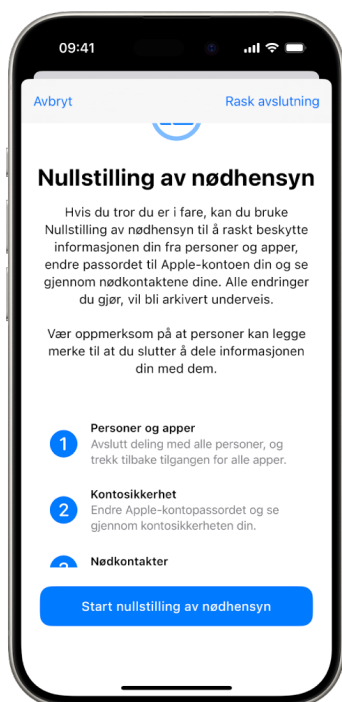 09:41
Avbryt
Rask avslutning
Nullstilling av nødhensyn
Hvis du tror du er i fare, kan du bruke
Nullstilling av nødhensyn til å raskt beskytte
informasjonen din fra personer og apper,
endre passordet til Apple-kontoen din og se
gjennom nødkontaktene dine. Alle endringer
du gjør, vil bli arkivert underveis.
Vær oppmerksom på at personer kan legge
merke til at du slutter å dele informasjonen
din med dem.
1
Personer og apper
Avslutt deling med alle personer, og
trekk tilbake tilgangen for alle apper.
2
Kontosikkerhet
Endre Apple-kontopassordet og se
gjennom kontosikkerheten din.
3
Nødkontakter
Start nullstilling av nødhensyn